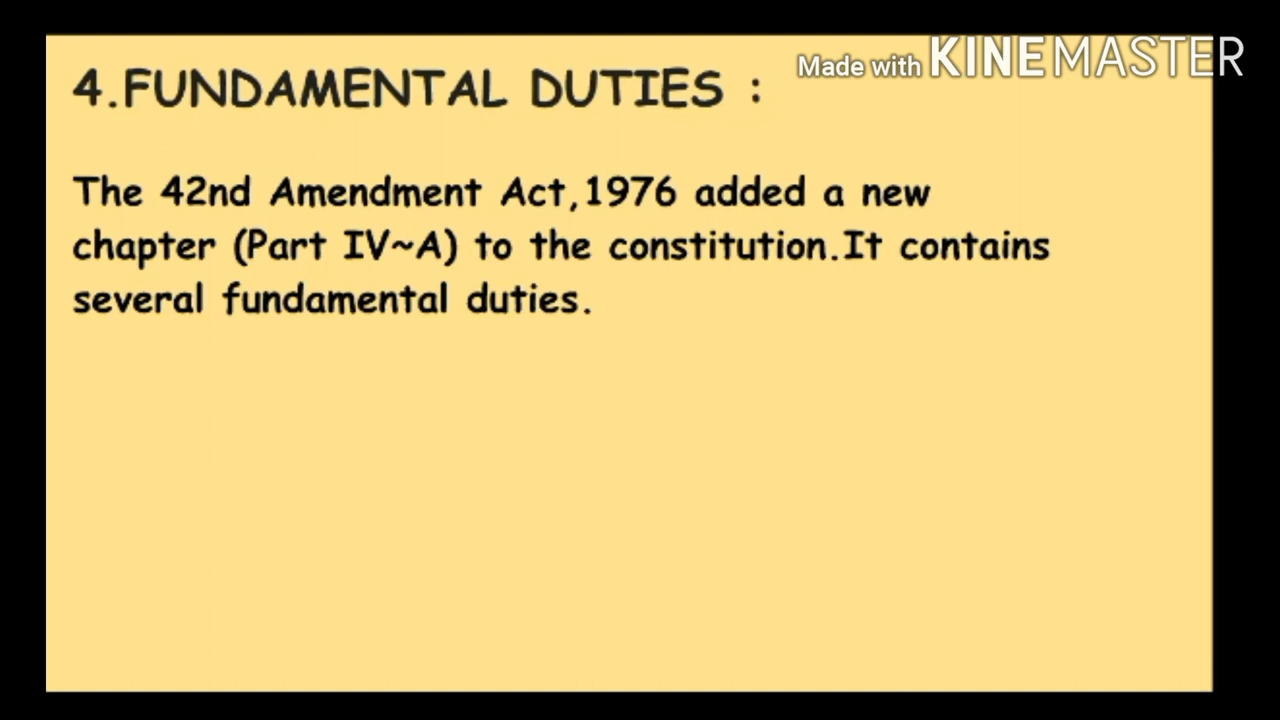 Made with KINEMASTER
4.FUNDAMENTAL DUTIES :
The 42nd Amendment Act,1976 added a new
chapter (Part IV~A) to the constitution.It contains
several fundamental duties.